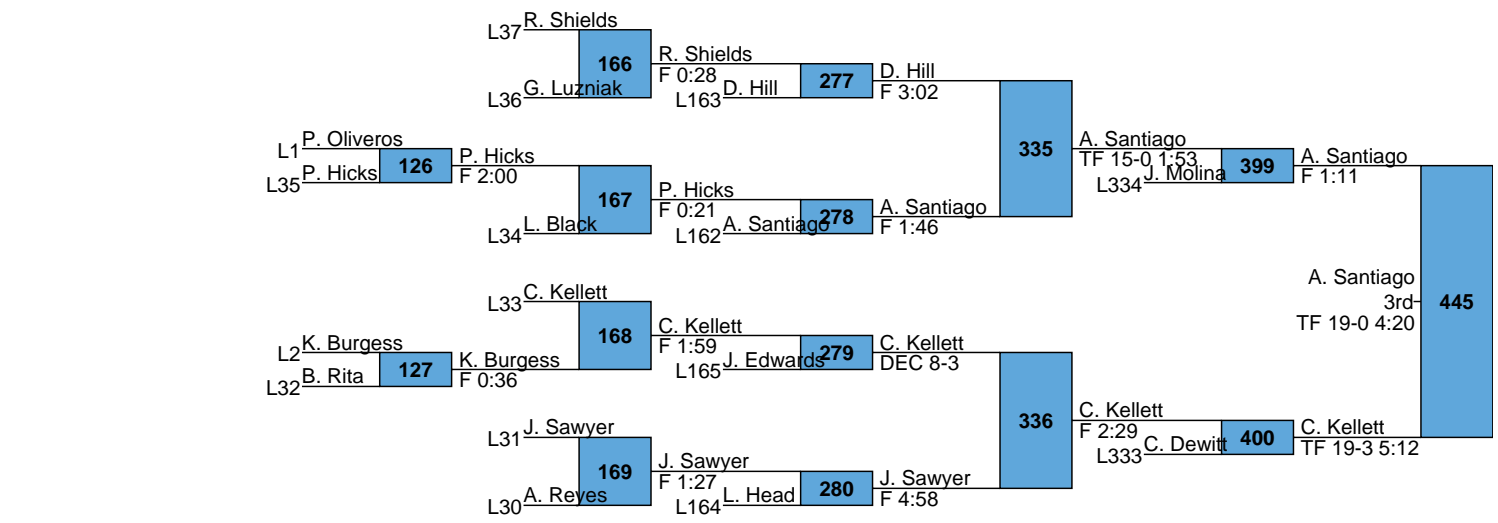 L37 R. Shields
166
L36 G. Luzniak
R. Shields
F 0:28
L163 D. Hill
277
D. Hill
F 3:02
L1 P. Oliveros
126
L35 P. Hicks
P. Hicks
F 2:00
167
L34 L. Black
P. Hicks
F 0:21
L162 A. Santiago
278
A. Santiago
F 1:46
335
A. Santiago
TF 15-0 1:53
L334 J. Molina
399
A. Santiago
F 1:11
L33 C. Kellett
168
L2 K. Burgess
127
L32 B. Rita
K. Burgess
F 0:36
C. Kellett
F 1:59
L165 J. Edwards
279
C. Kellett
DEC 8-3
L31 J. Sawyer
169
L30 A. Reyes
J. Sawyer
F 1:27
L164 L. Head
280
J. Sawyer
F 4:58
336
C. Kellett
F 2:29
L333 C. Dewitt
400
C. Kellett
TF 19-3 5:12
A. Santiago
3rd
TF 19-0 4:20
445